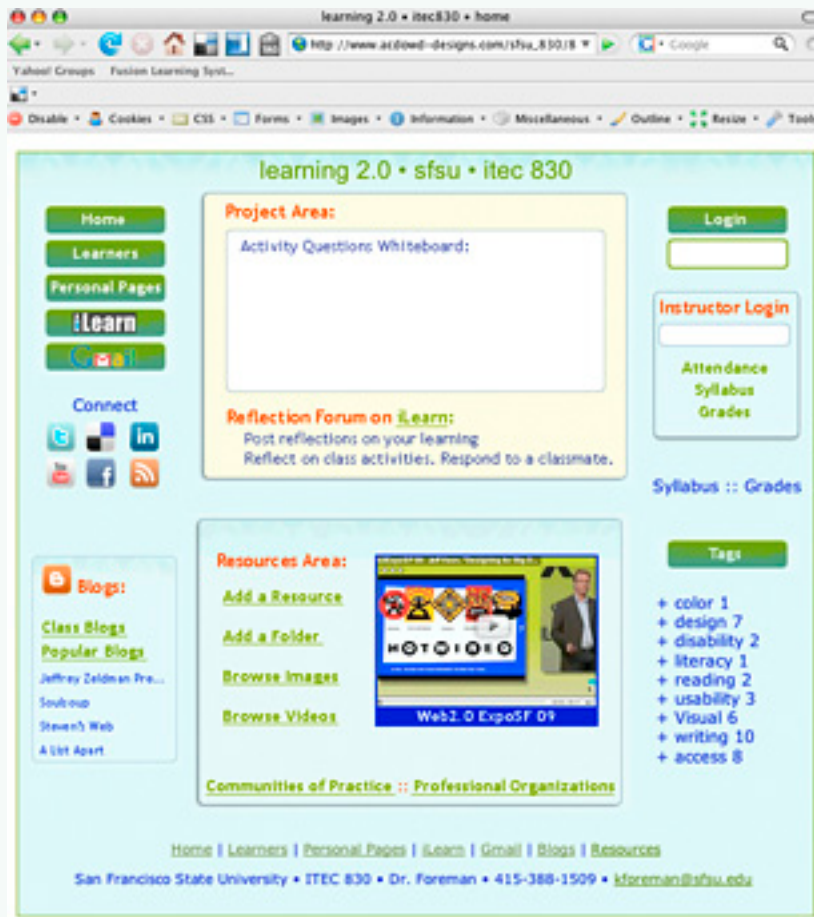 learning 2.0 • itec830 • home
http://www.acdowd-designs.com/sfsu_830/8
Google
Yahoo! Groups Fusion Learning Syst...
Disable Cookies CSS Forms Images Information Miscellaneous Outline Resize Tools
learning 2.0 • sfsu • itec 830
Home
Learners
Personal Pages
iLearn
Gmail
Connect
Project Area:
Activity Questions Whiteboard:
Reflection Forum on iLearn:
Post reflections on your learning
Reflect on class activities. Respond to a classmate.
Login
Instructor Login
Attendance
Syllabus
Grades
Syllabus :: Grades
Blogs:
Class Blogs
Popular Blogs
Jeffrey Zeldman Pre...
Soukoup
Steven's Web
A List Apart
Resources Area:
Add a Resource
Add a Folder
Browse Images
Browse Videos
HOTVIDEO
Web2.0 ExpoSF 09
Communities of Practice :: Professional Organizations
Tags
+ color 1
+ design 7
+ disability 2
+ literacy 1
+ reading 2
+ usability 3
+ Visual 6
+ writing 10
+ access 8
Home | Learners | Personal Pages | iLearn | Gmail | Blogs | Resources
San Francisco State University • ITEC 830 • Dr. Foreman • 415-388-1509 • kforeman@sfsu.edu